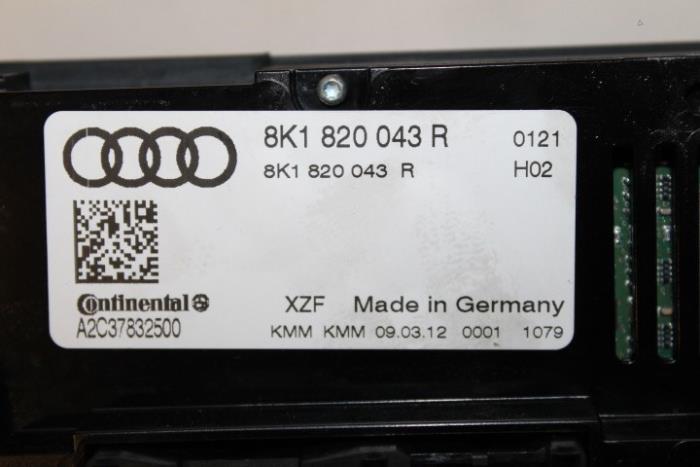 8K1 820 043 R 0121
8K1 820 043 R H02
Continental
A2C37832500
XZF Made in Germany
KMM KMM 09.03.12 0001 1079